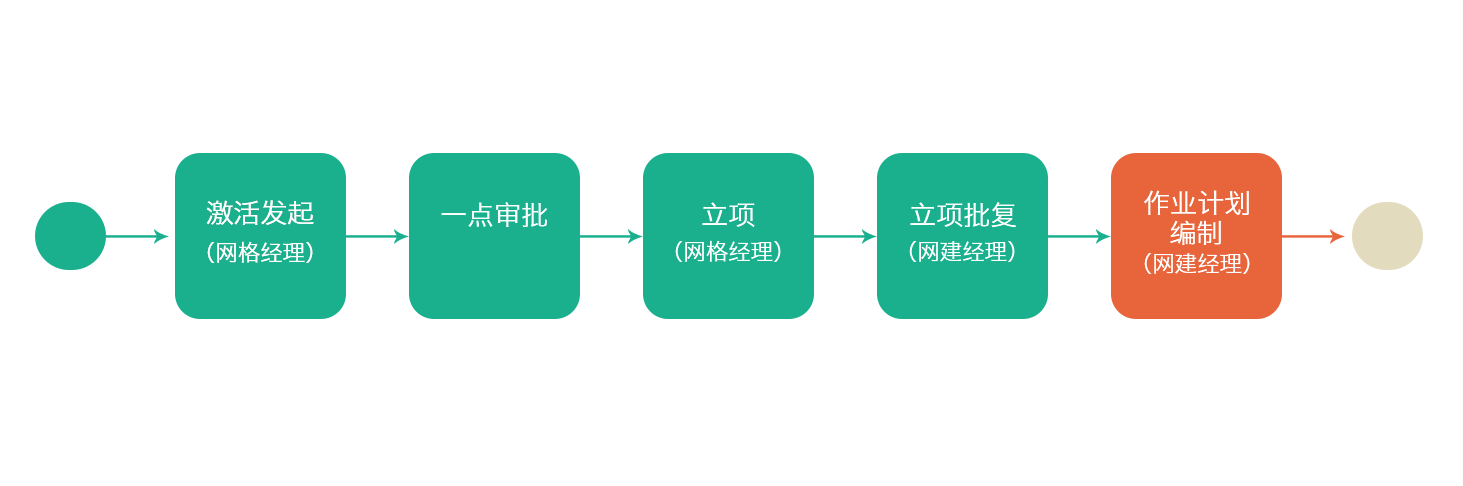 激活发起
（网格经理）
一点审批
立项
（网格经理）
立项批复
（网建经理）
作业计划
编制
（网建经理）